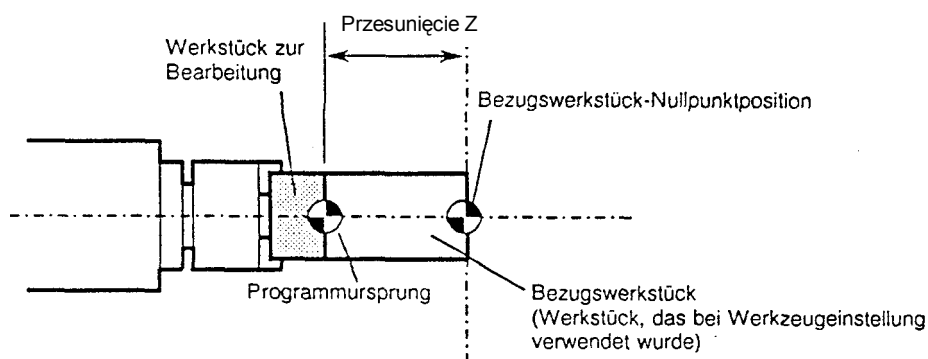 Przesunięcie Z
Werkstück zur
Bearbeitung
Bezugswerkstück-Nullpunktposition
Programmursprung
Bezugswerkstück
(Werkstück, das bei Werkzeugeinstellung
verwendet wurde)